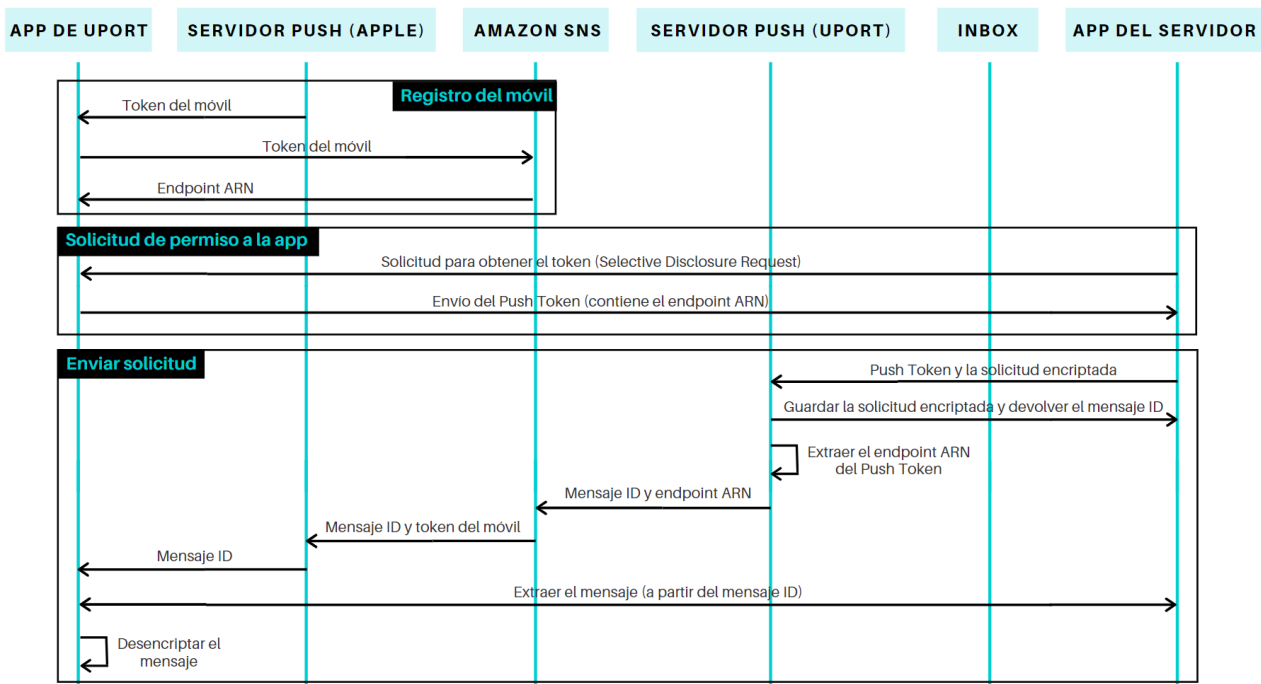 APP DE UPORT
SERVIDOR PUSH (APPLE)
AMAZON SNS
SERVIDOR PUSH (UPORT)
INBOX
APP DEL SERVIDOR
Registro del móvil
Token del móvil
Token del móvil
Endpoint ARN
Solicitud de permiso a la app
Solicitud para obtener el token (Selective Disclosure Request)
Envío del Push Token (contiene el endpoint ARN)
Enviar solicitud
Push Token y la solicitud encriptada
Guardar la solicitud encriptada y devolver el mensaje ID
Extraer el endpoint ARN
del Push Token
Mensaje ID y endpoint ARN
Mensaje ID y token del móvil
Mensaje ID
Extraer el mensaje (a partir del mensaje ID)
Desencriptar el
mensaje